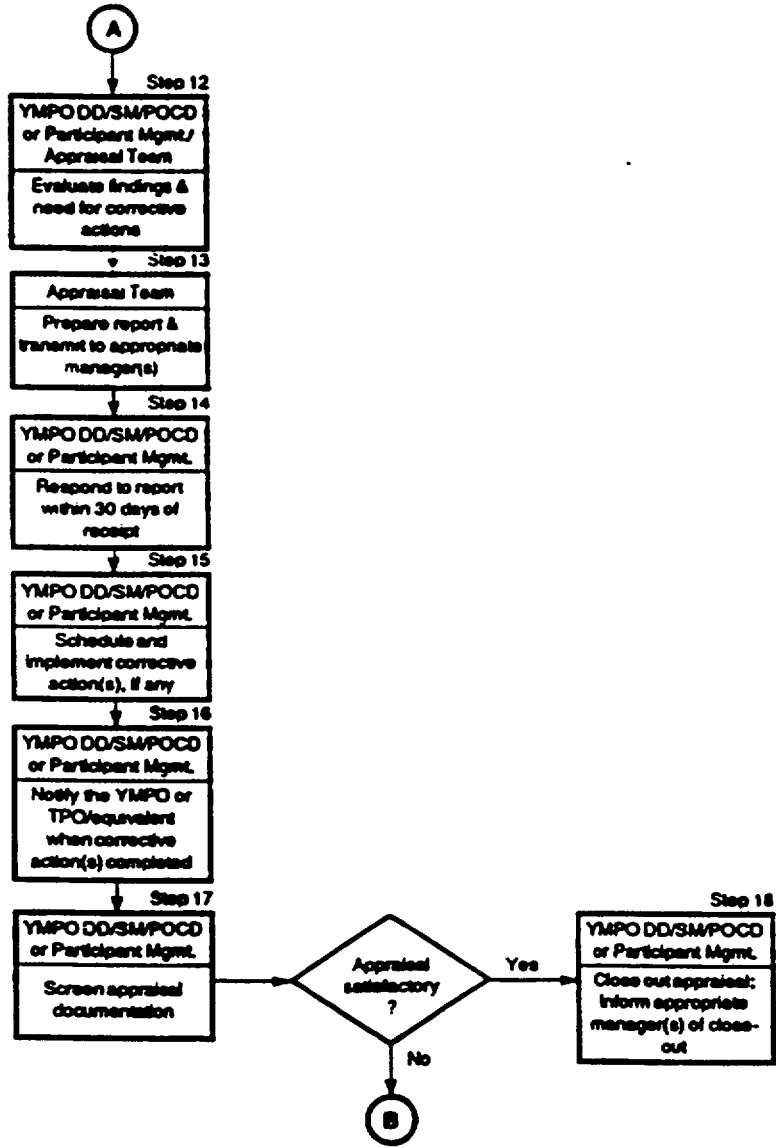 A
Step 12
YMPO DD/SM/POCD
or Participant Mgmt./
Appraisal Team
Evaluate findings &
need for corrective
actions
Step 13
Appraisal Team
Prepare report &
transmit to appropriate
manager(s)
Step 14
YMPO DD/SM/POCD
or Participant Mgmt.
Respond to report
within 30 days of
receipt
Step 15
YMPO DD/SM/POCD
or Participant Mgmt.
Schedule and
implement corrective
action(s), if any
Step 16
YMPO DD/SM/POCD
or Participant Mgmt.
Notify the YMPO or
TPO/equivalent
when corrective
action(s) completed
Step 17
YMPO DD/SM/POCD
or Participant Mgmt.
Screen appraisal
documentation
Appraisal
satisfactory
?
Yes
No
Step 18
YMPO DD/SM/POCD
or Participant Mgmt.
Close out appraisal;
Inform appropriate
manager(s) of close-
out
B